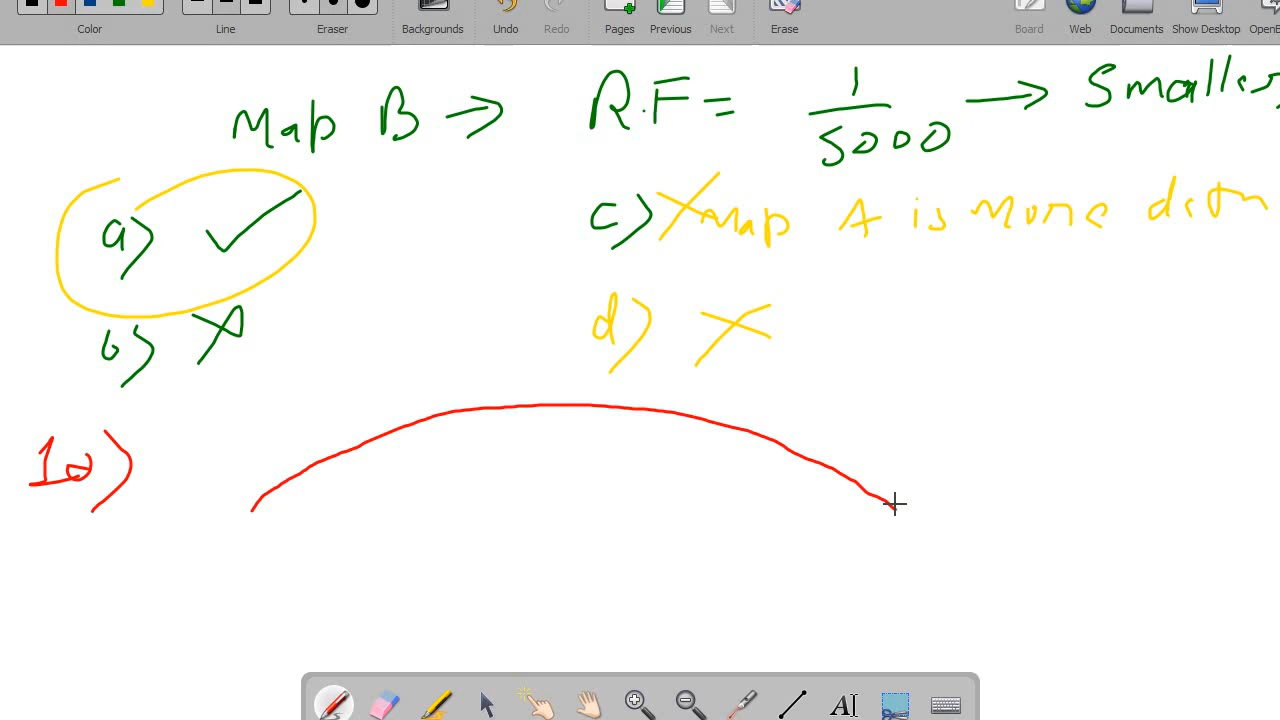 Color Line Eraser Backgrounds Undo Redo Pages Previous Next Erase Board Web Documents Show Desktop
Map B → R.F = 1/5000 → Smaller
a) ✓ c) Map A is more
b) X d) X
10)